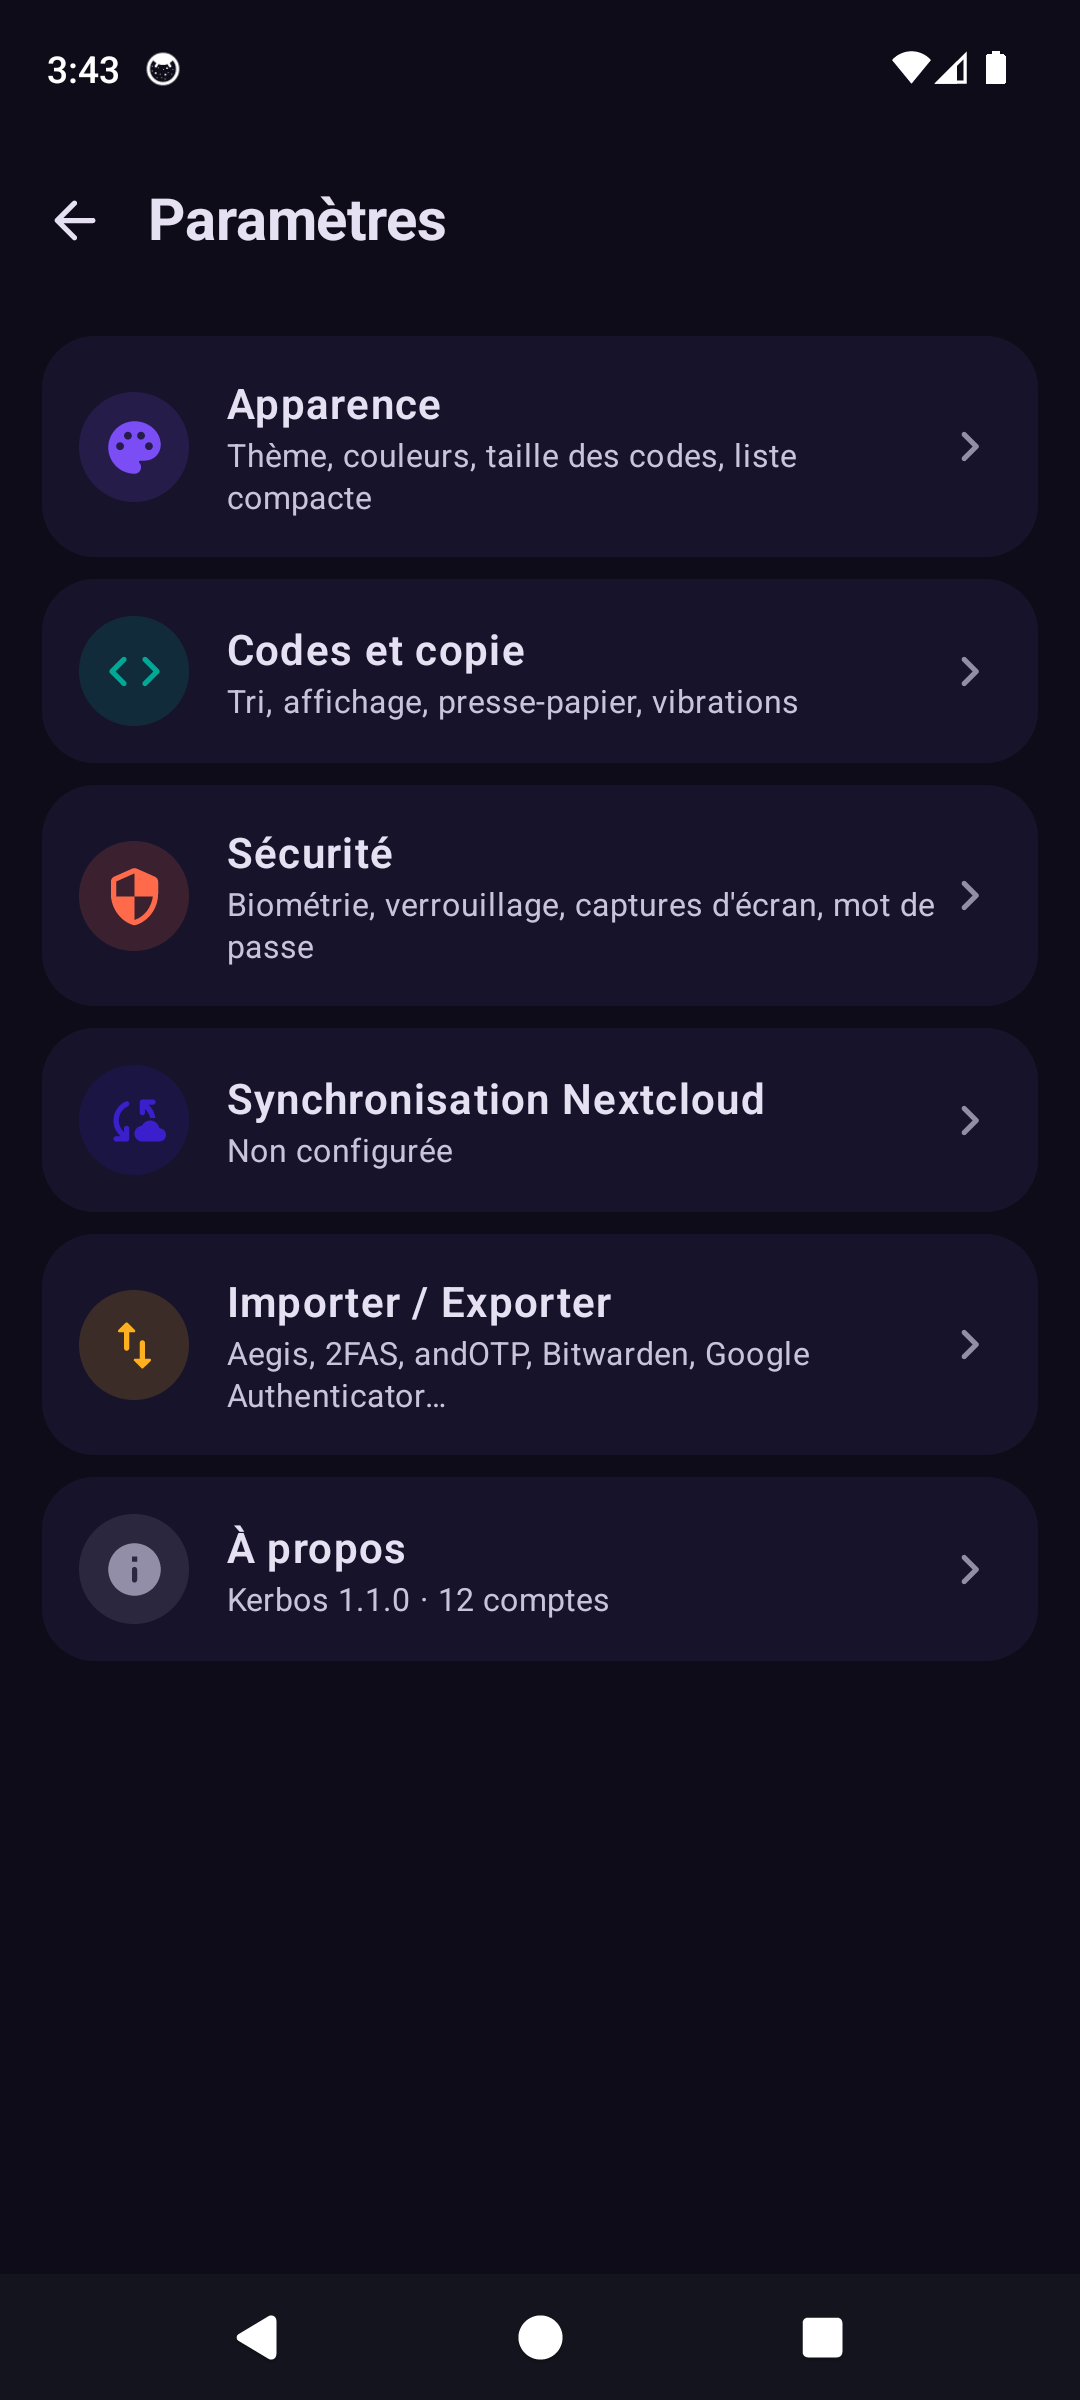 3:43
Paramètres
Apparence
Thème, couleurs, taille des codes, liste
compacte
Codes et copie
Tri, affichage, presse-papier, vibrations
Sécurité
Biométrie, verrouillage, captures d'écran, mot de
passe
Synchronisation Nextcloud
Non configurée
Importer / Exporter
Aegis, 2FAS, andOTP, Bitwarden, Google
Authenticator…
À propos
Kerbos 1.1.0 · 12 comptes